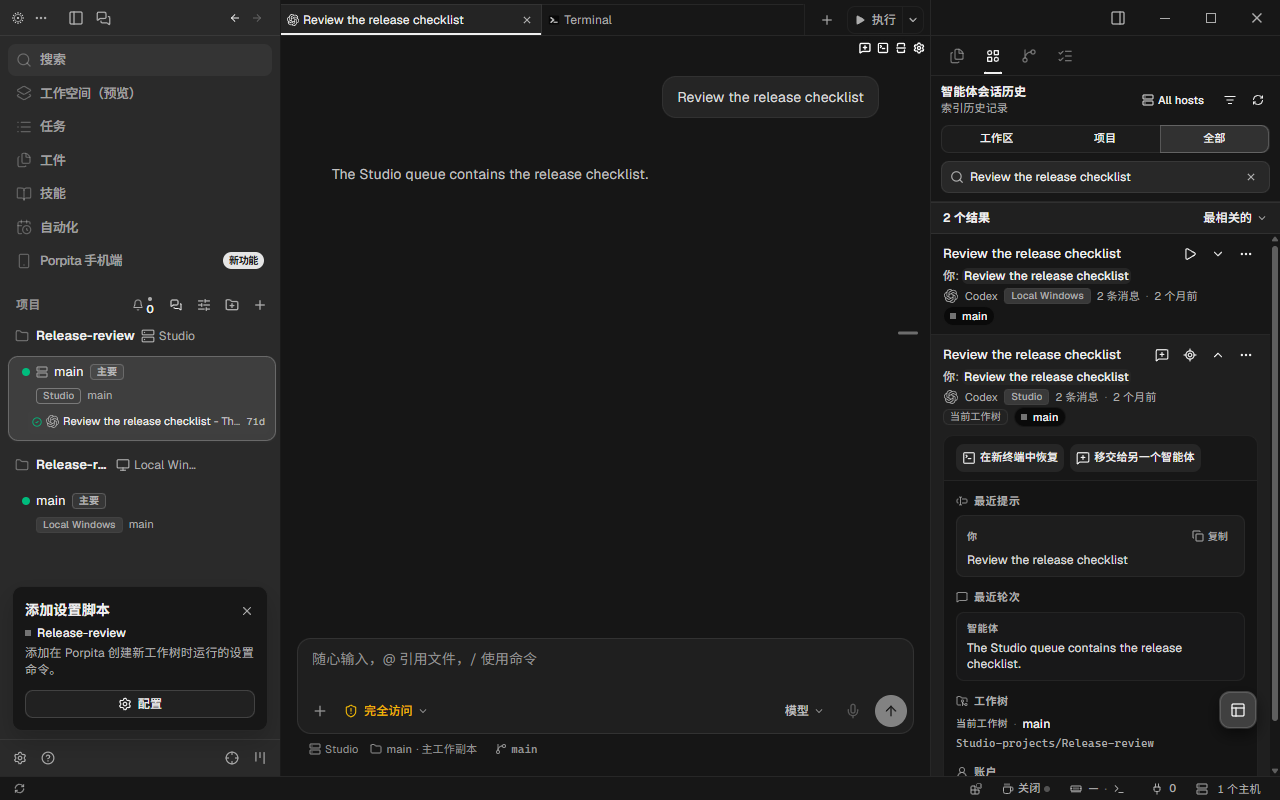 搜索
工作空间（预览）
任务
工件
技能
自动化
Porpita 手机端
新功能
项目
0
Release-review
Studio
main
主要
Studio
main
Review the release checklist - Th...
71d
Release-r...
Local Win...
main
主要
Local Windows
main
添加设置脚本
Release-review
添加在 Porpita 创建新工作树时运行的设置
命令。
配置
Review the release checklist
Terminal
执行
Review the release checklist
The Studio queue contains the release checklist.
随心输入，@ 引用文件，/ 使用命令
完全访问
模型
Studio
main · 主工作副本
main
智能体会话历史
索引历史记录
All hosts
工作区
项目
全部
Review the release checklist
2 个结果
最相关的
Review the release checklist
你: Review the release checklist
Codex
Local Windows
2 条消息 · 2 个月前
main
Review the release checklist
你: Review the release checklist
Codex
Studio
2 条消息 · 2 个月前
当前工作树
main
在新终端中恢复
移交给另一个智能体
最近提示
你
复制
Review the release checklist
最近轮次
智能体
The Studio queue contains the release
checklist.
工作树
当前工作树 · main
Studio-projects/Release-review
账户
关闭
0
1 个主机